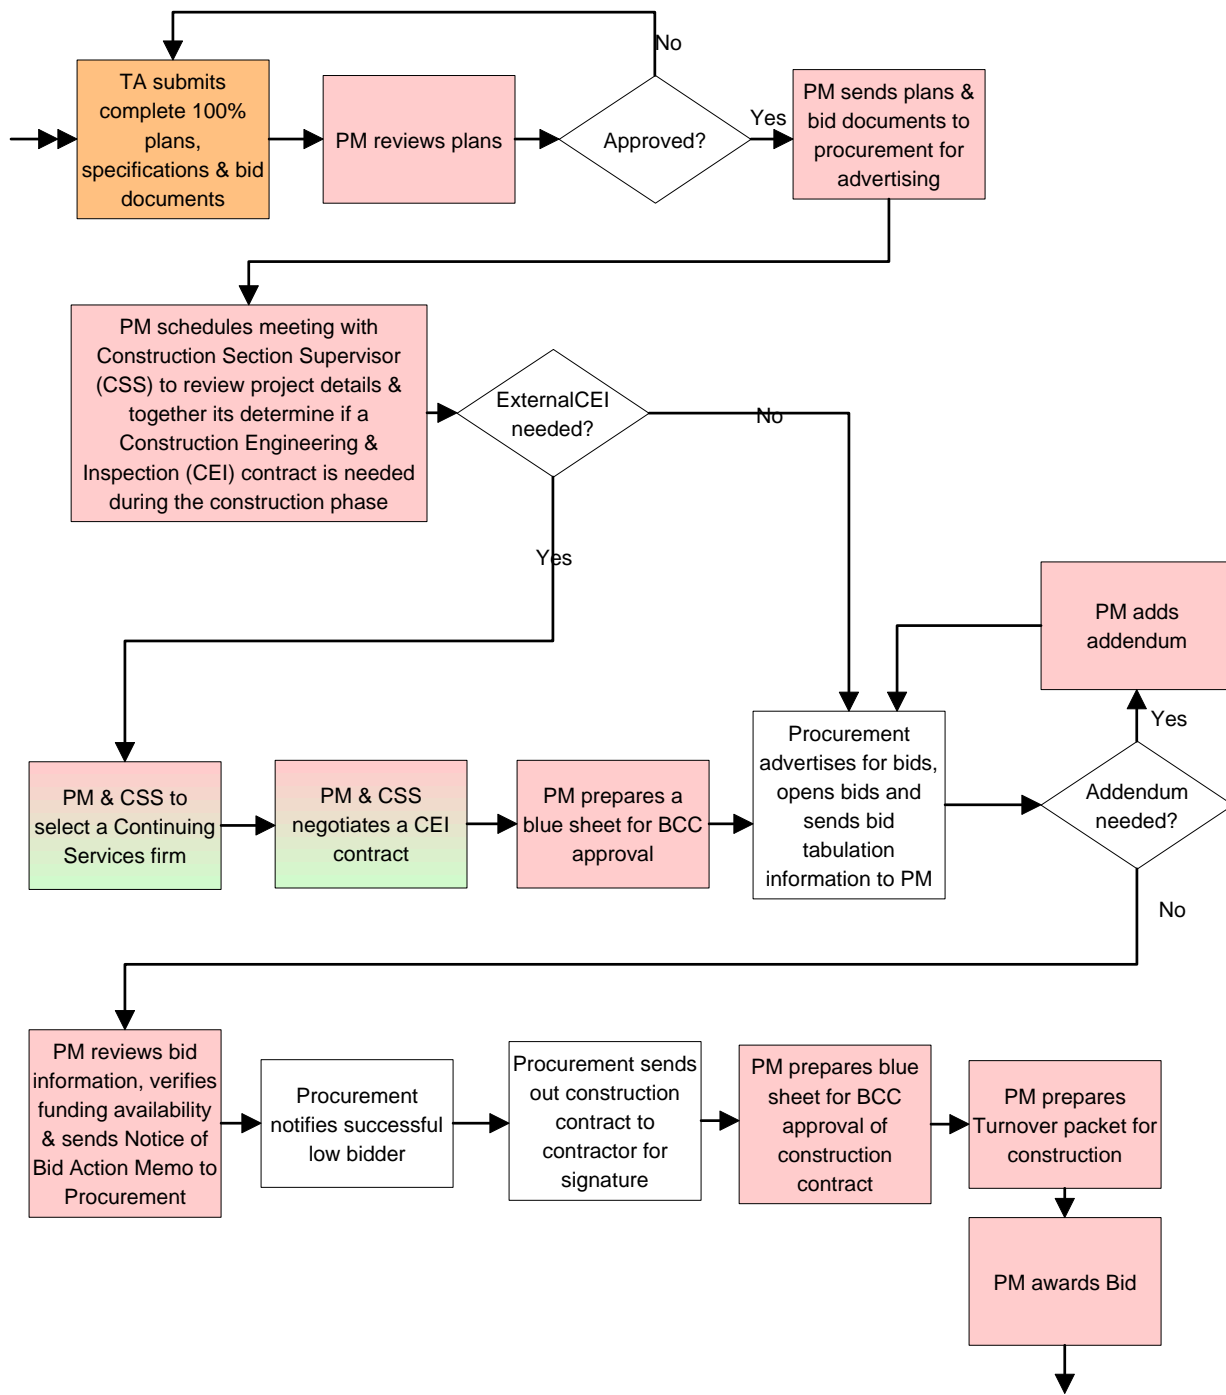 No
TA submits
complete 100%
plans,
specifications & bid
documents
PM reviews plans
Approved?
Yes
PM sends plans &
bid documents to
procurement for
advertising
PM schedules meeting with
Construction Section Supervisor
(CSS) to review project details &
together its determine if a
Construction Engineering &
Inspection (CEI) contract is needed
during the construction phase
ExternalCEI
needed?
No
Yes
PM adds
addendum
Yes
PM & CSS to
select a Continuing
Services firm
PM & CSS
negotiates a CEI
contract
PM prepares a
blue sheet for BCC
approval
Procurement
advertises for bids,
opens bids and
sends bid
tabulation
information to PM
Addendum
needed?
No
PM reviews bid
information, verifies
funding availability
& sends Notice of
Bid Action Memo to
Procurement
Procurement
notifies successful
low bidder
Procurement sends
out construction
contract to
contractor for
signature
PM prepares blue
sheet for BCC
approval of
construction
contract
PM prepares
Turnover packet for
construction
PM awards Bid